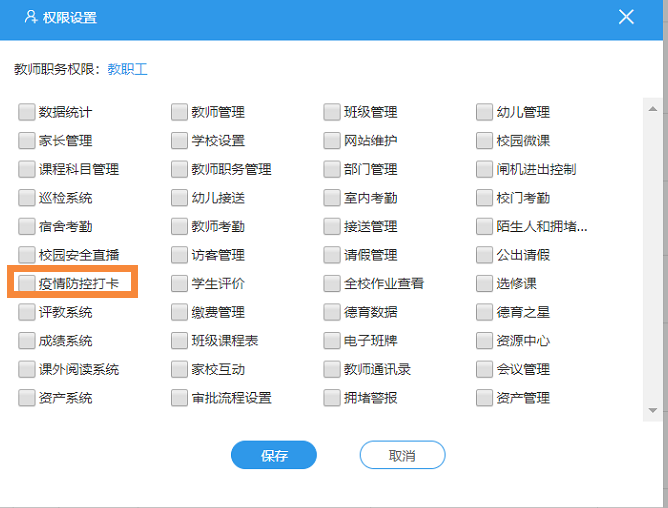 权限设置
教师职务权限：教职工
数据统计 教师管理 班级管理 幼儿管理
家长管理 学校设置 网站维护 校园微课
课程科目管理 教师职务管理 部门管理 闸机进出控制
巡检系统 幼儿接送 室内考勤 校门考勤
宿舍考勤 教师考勤 接送管理 陌生人和拥堵...
校园安全直播 访客管理 请假管理 公出请假
疫情防控打卡 学生评价 全校作业查看 选修课
评教系统 缴费管理 德育数据 德育之星
成绩系统 班级课程表 电子班牌 资源中心
课外阅读系统 家校互动 教师通讯录 会议管理
资产系统 审批流程设置 拥堵警报 资产管理
保存 取消